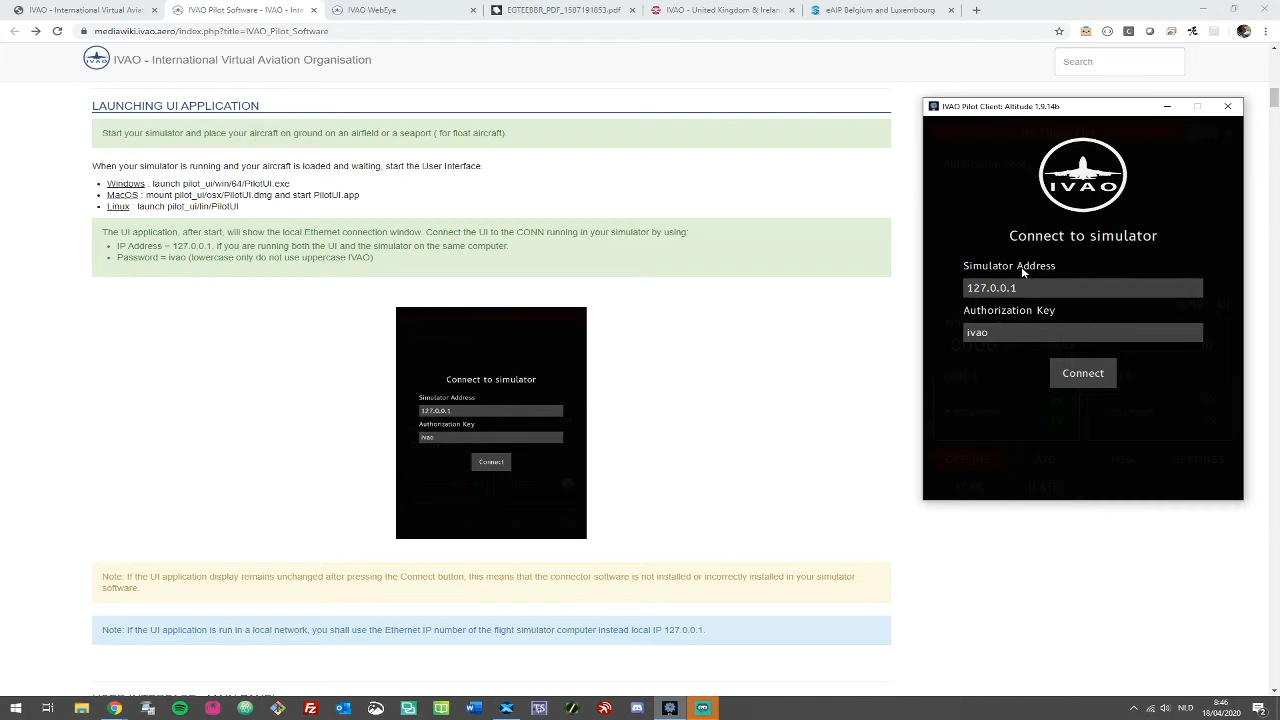 IVAO Virtual Aviation Internati
IVAO Pilot Software - IVAO - Inte
IVAO WebEye
EGTEEBBR_PDF_1587191853.pdf
IVAO - United Kingdom & Ireland
eAIP Belgium and Luxembourg
mediawiki.ivao.aero/index.php?title=IVAO_Pilot_Software
IVAO - International Virtual Aviation Organisation
Search
LAUNCHING UI APPLICATION
Start your simulator and place your aircraft on ground on an airfield or a seaport ( for float aircraft).
When your simulator is running and your aircraft is loaded and waiting, start the User Interface.
Windows : launch pilot_ui/win/64/PilotUI.exe
MacOS : mount pilot_ui/osx/PilotUI.dmg and start PilotUI.app
Linux : launch pilot_ui/lin/PilotUI
The UI application, after start, will show the local Ethernet connection window. Connect the UI to the CONN running in your simulator by using:
IP Address = 127.0.0.1. if you are running both the UI and the simulator on the same computer.
Password = ivao (lowercase only do not use uppercase IVAO)
Connect to simulator
Simulator Address
127.0.0.1
Authorization Key
ivao
Connect
Note: If the UI application display remains unchanged after pressing the Connect button, this means that the connector software is not installed or incorrectly installed in your simulator
software.
Note: If the UI application is run in a local network, you shall use the Ethernet IP number of the flight simulator computer instead local IP 127.0.0.1.
IVAO Pilot Client: Altitude 1.9.14b
IVAO
Connect to simulator
Simulator Address
127.0.0.1
Authorization Key
ivao
Connect
OFFLINE ATC MSG SETTINGS
NLD
8:46
18/04/2020